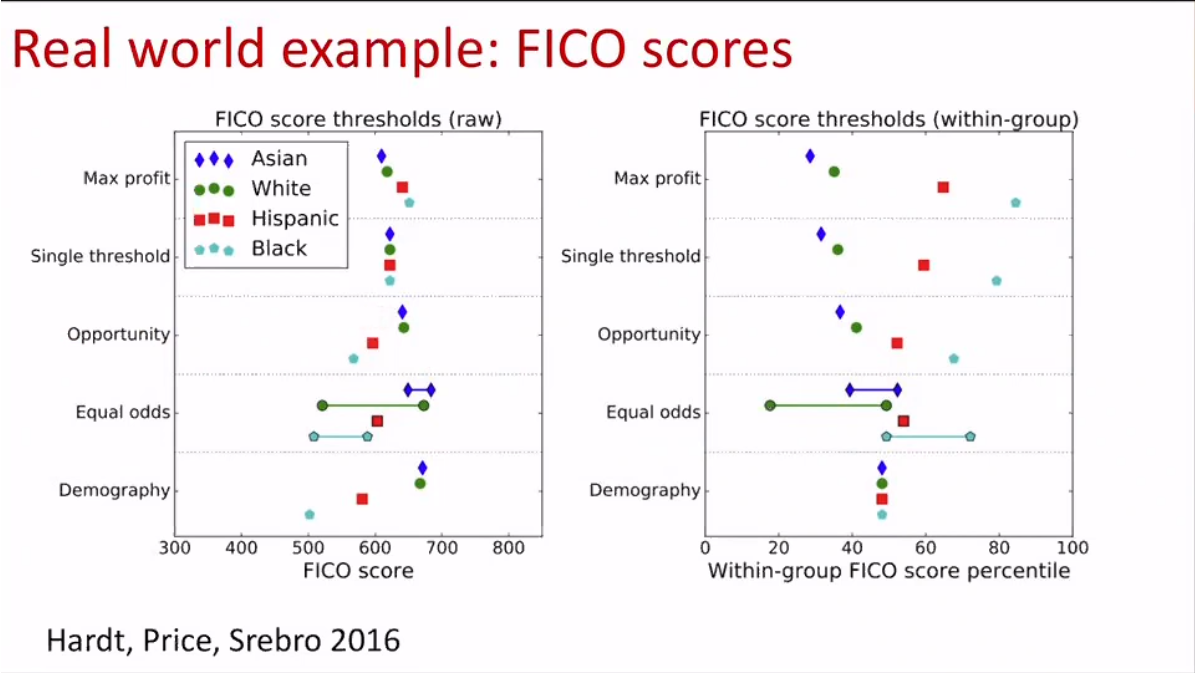 Real world example: FICO scores
FICO score thresholds (raw)
Asian
White
Hispanic
Black
Max profit
Single threshold
Opportunity
Equal odds
Demography
300 400 500 600 700 800
FICO score
FICO score thresholds (within-group)
Max profit
Single threshold
Opportunity
Equal odds
Demography
0 20 40 60 80 100
Within-group FICO score percentile
Hardt, Price, Srebro 2016